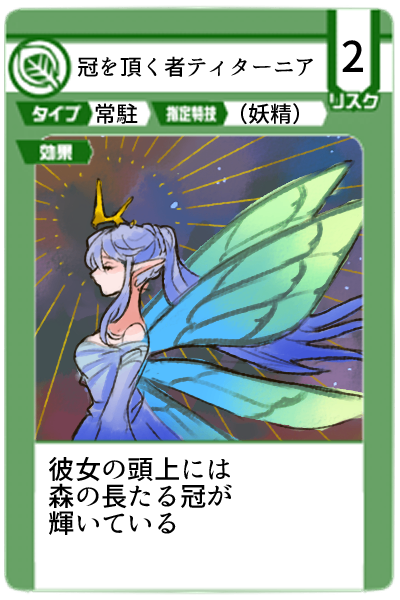 冠を頂く者ティターニア
2
リスク
タイプ 常駐 指定特技 （妖精）
効果
彼女の頭上には
森の長たる冠が
輝いている